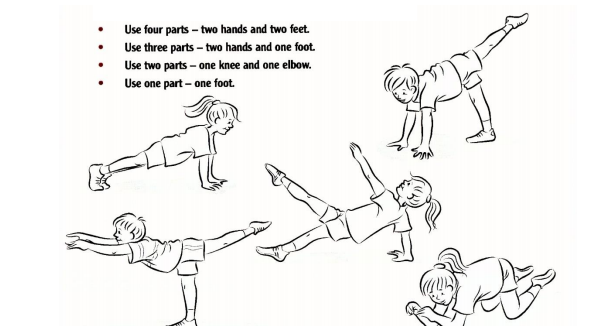 • Use four parts – two hands and two feet.
• Use three parts – two hands and one foot.
• Use two parts – one knee and one elbow.
• Use one part – one foot.